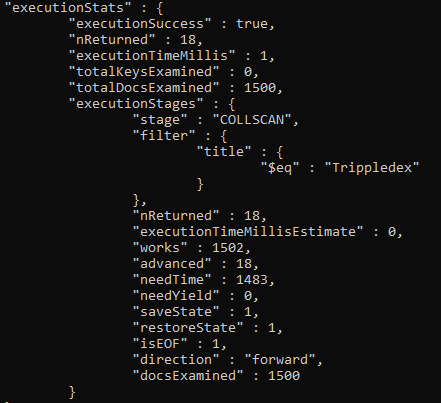 "executionStats" : {
"executionSuccess" : true,
"nReturned" : 18,
"executionTimeMillis" : 1,
"totalKeysExamined" : 0,
"totalDocsExamined" : 1500,
"executionStages" : {
"stage" : "COLLSCAN",
"filter" : {
"title" : {
"$eq" : "Trippledex"
}
},
"nReturned" : 18,
"executionTimeMillisEstimate" : 0,
"works" : 1502,
"advanced" : 18,
"needTime" : 1483,
"needYield" : 0,
"saveState" : 1,
"restoreState" : 1,
"isEOF" : 1,
"direction" : "forward",
"docsExamined" : 1500
}